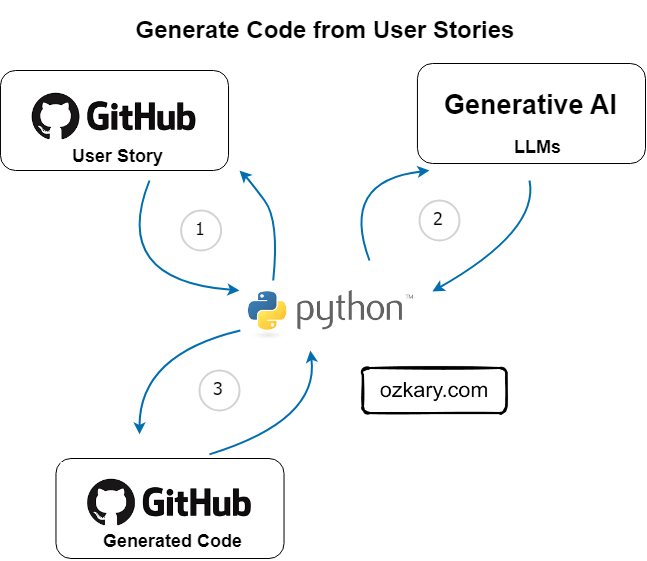 Generate Code from User Stories
GitHub
User Story
Generative AI
LLMs
1
2
python™
3
ozkary.com
GitHub
Generated Code